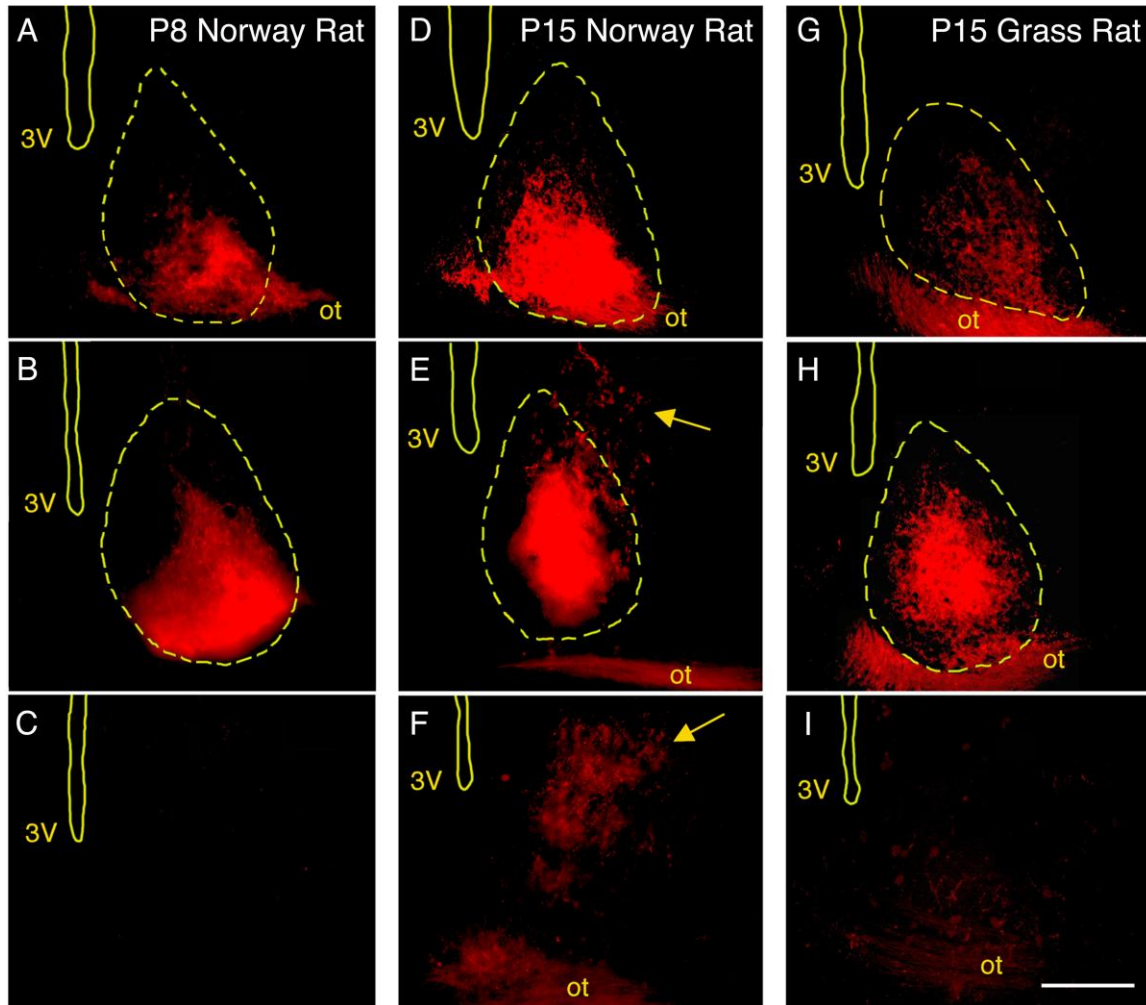 A P8 Norway Rat
3V
ot
D P15 Norway Rat
3V
ot
G P15 Grass Rat
3V
ot
B
3V
E
3V
ot
H
3V
ot
C
3V
F
3V
ot
I
3V
ot